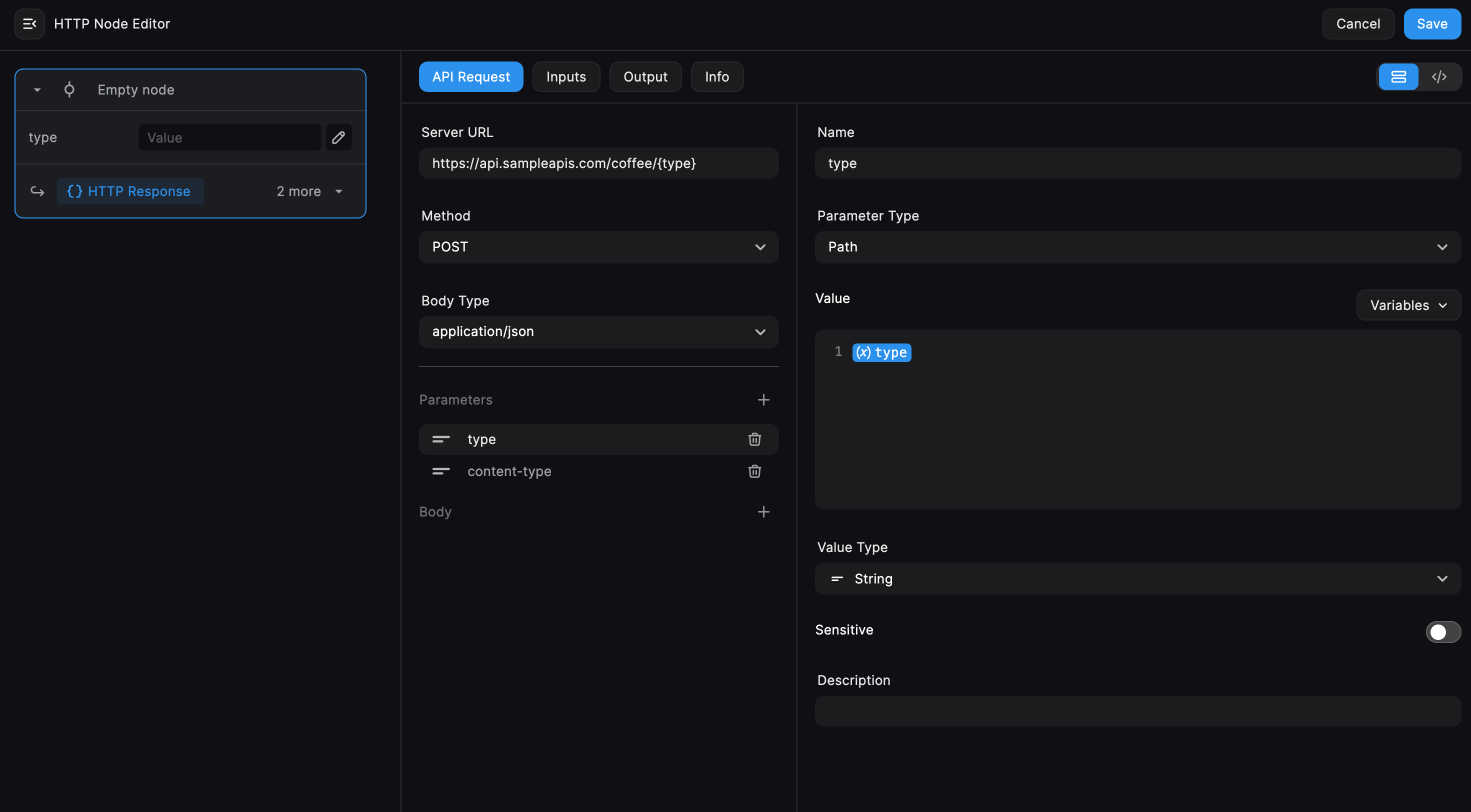 HTTP Node Editor
Cancel
Save
Empty node
type
Value
{} HTTP Response
2 more
API Request
Inputs
Output
Info
</>
Server URL
https://api.sampleapis.com/coffee/{type}
Method
POST
Body Type
application/json
Parameters
type
content-type
Body
Name
type
Parameter Type
Path
Value
Variables
1 (x) type
Value Type
String
Sensitive
Description